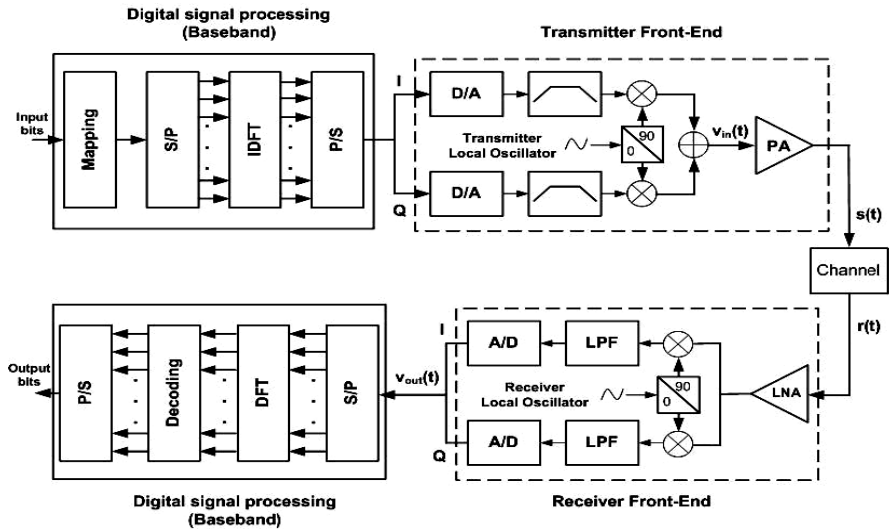 Digital signal processing
(Baseband)
Transmitter Front-End
Input
bits
Mapping
S/P
IDFT
P/S
I
Q
D/A
D/A
Transmitter
Local Oscillator
90
0
vin(t)
PA
s(t)
Channel
r(t)
Output
bits
P/S
Decoding
DFT
S/P
vout(t)
I
Q
A/D
LPF
A/D
LPF
Receiver
Local Oscillator
90
0
LNA
Digital signal processing
(Baseband)
Receiver Front-End